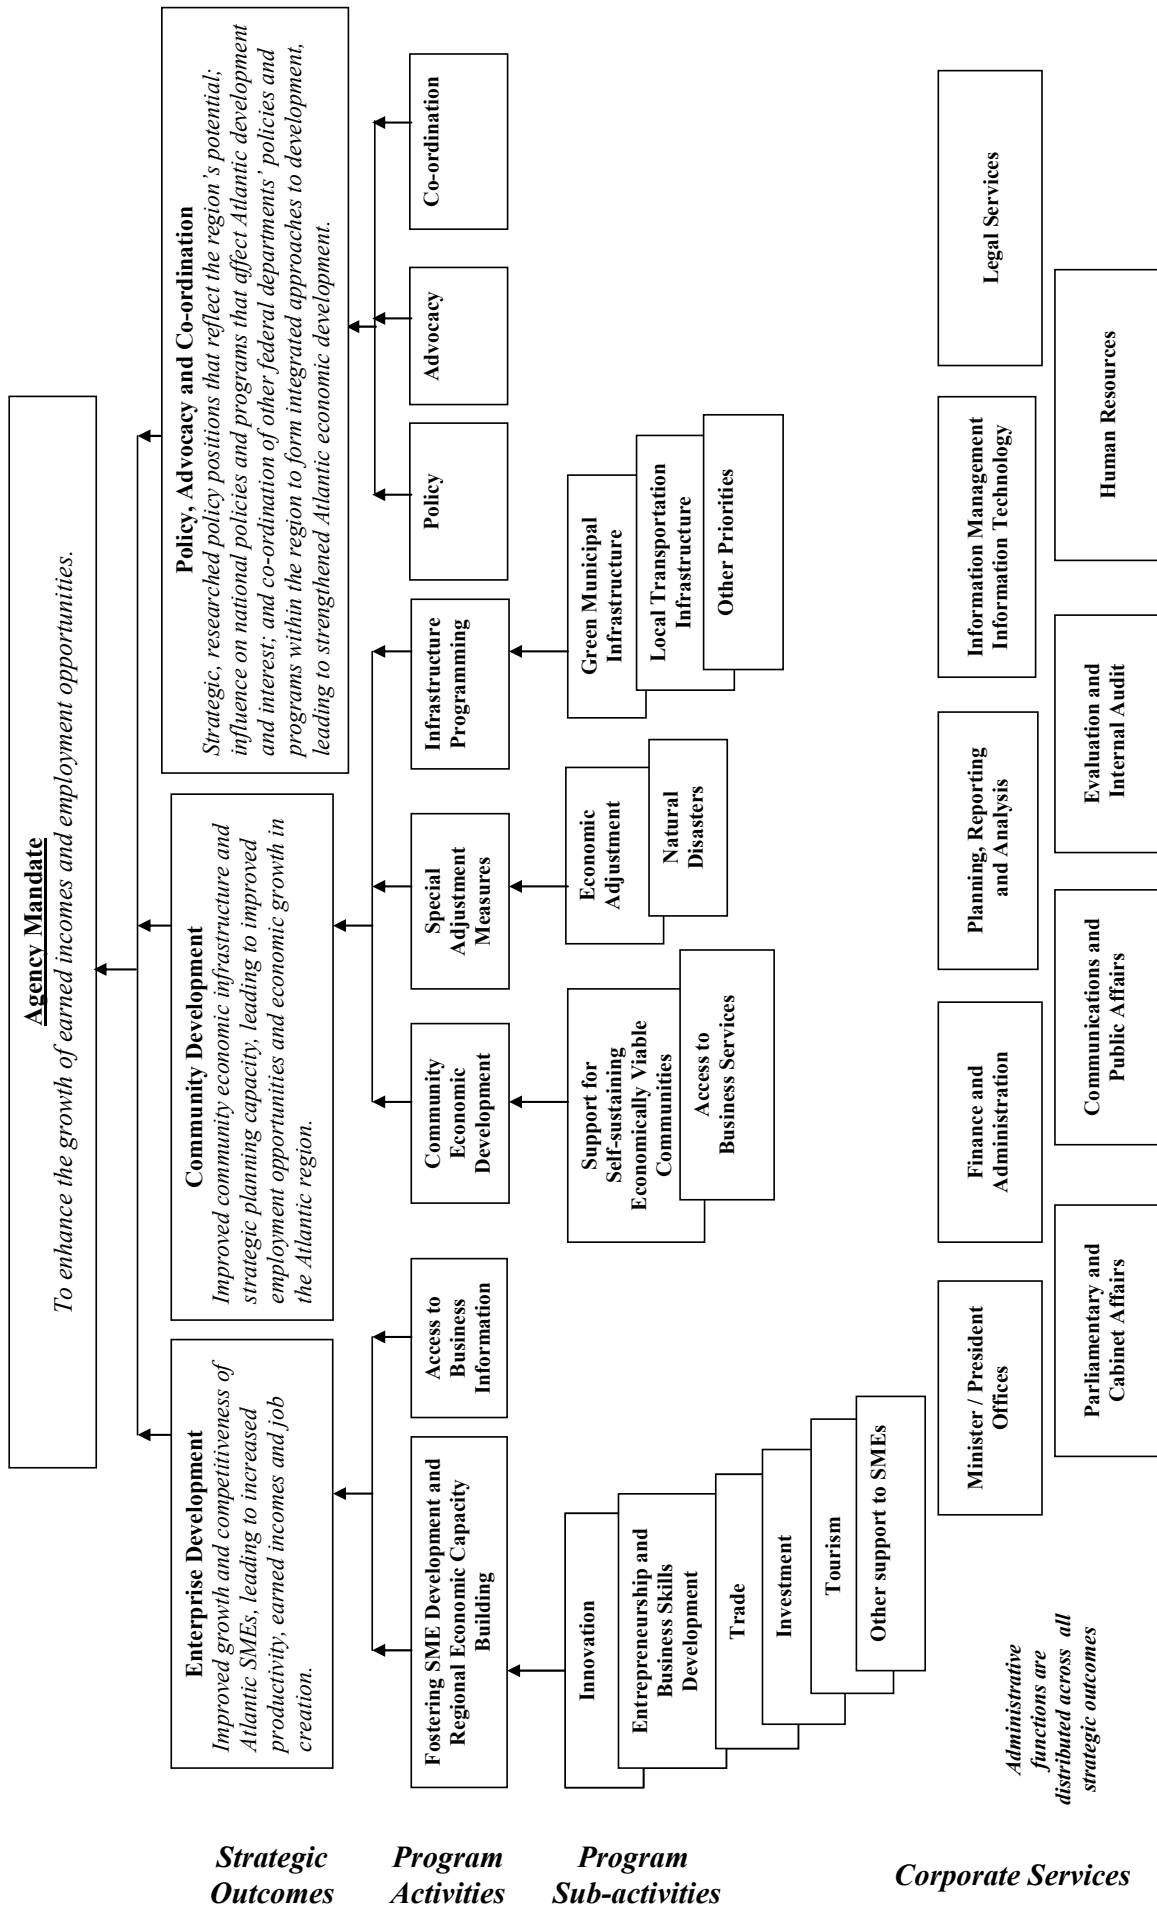 Agency Mandate
To enhance the growth of earned incomes and employment opportunities.
Strategic
Outcomes
Enterprise Development
Improved growth and competitiveness of
Atlantic SMEs, leading to increased
productivity, earned incomes and job
creation.
Community Development
Improved community economic infrastructure and
strategic planning capacity, leading to improved
employment opportunities and economic growth in
the Atlantic region.
Policy, Advocacy and Co-ordination
Strategic, researched policy positions that reflect the region's potential;
influence on national policies and programs that affect Atlantic development
and interest; and co-ordination of other federal departments' policies and
programs within the region to form integrated approaches to development,
leading to strengthened Atlantic economic development.
Program
Activities
Fostering SME Development and
Regional Economic Capacity
Building
Access to
Business
Information
Community
Economic
Development
Special
Adjustment
Measures
Infrastructure
Programming
Policy
Advocacy
Co-ordination
Program
Sub-activities
Innovation
Entrepreneurship and
Business Skills
Development
Trade
Investment
Tourism
Other support to SMEs
Support for
Self-sustaining
Economically Viable
Communities
Access to
Business Services
Economic
Adjustment
Natural
Disasters
Green Municipal
Infrastructure
Local Transportation
Infrastructure
Other Priorities
Corporate Services
Administrative
functions are
distributed across all
strategic outcomes
Minister / President
Offices
Finance and
Administration
Planning, Reporting
and Analysis
Information Management
Information Technology
Legal Services
Parliamentary and
Cabinet Affairs
Communications and
Public Affairs
Evaluation and
Internal Audit
Human Resources